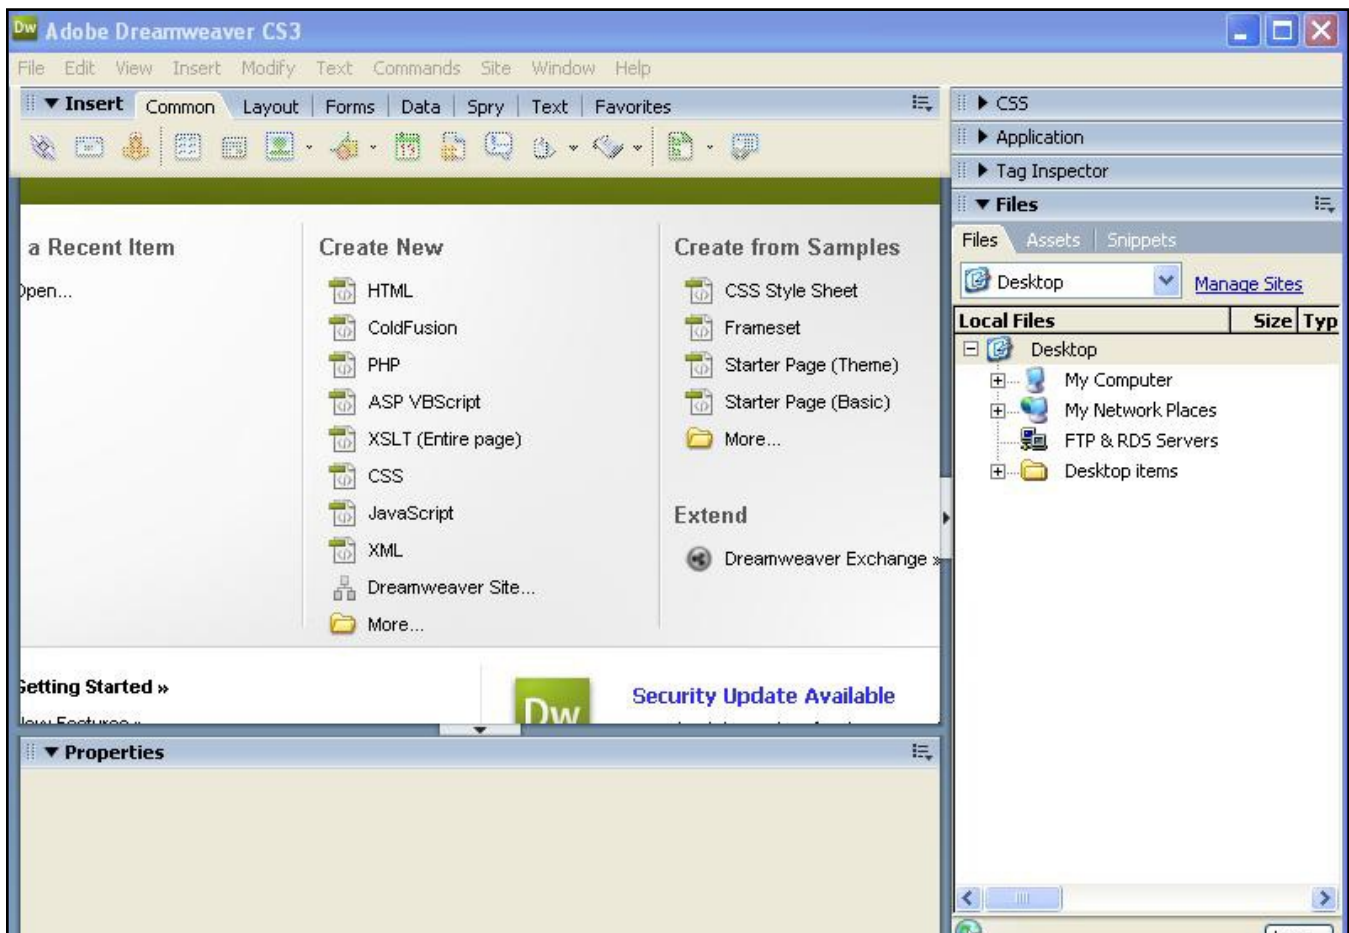 Dw Adobe Dreamweaver CS3
File Edit View Insert Modify Text Commands Site Window Help
Insert Common Layout Forms Data Spry Text Favorites
CSS
Application
Tag Inspector
Files
Files Assets Snippets
Desktop Manage Sites
Local Files Size Typ
Desktop
My Computer
My Network Places
FTP & RDS Servers
Desktop items
a Recent Item
Open...
Create New
HTML
ColdFusion
PHP
ASP VBScript
XSLT (Entire page)
CSS
JavaScript
XML
Dreamweaver Site...
More...
Create from Samples
CSS Style Sheet
Frameset
Starter Page (Theme)
Starter Page (Basic)
More...
Extend
Dreamweaver Exchange »
Getting Started »
Dw
Security Update Available
Properties